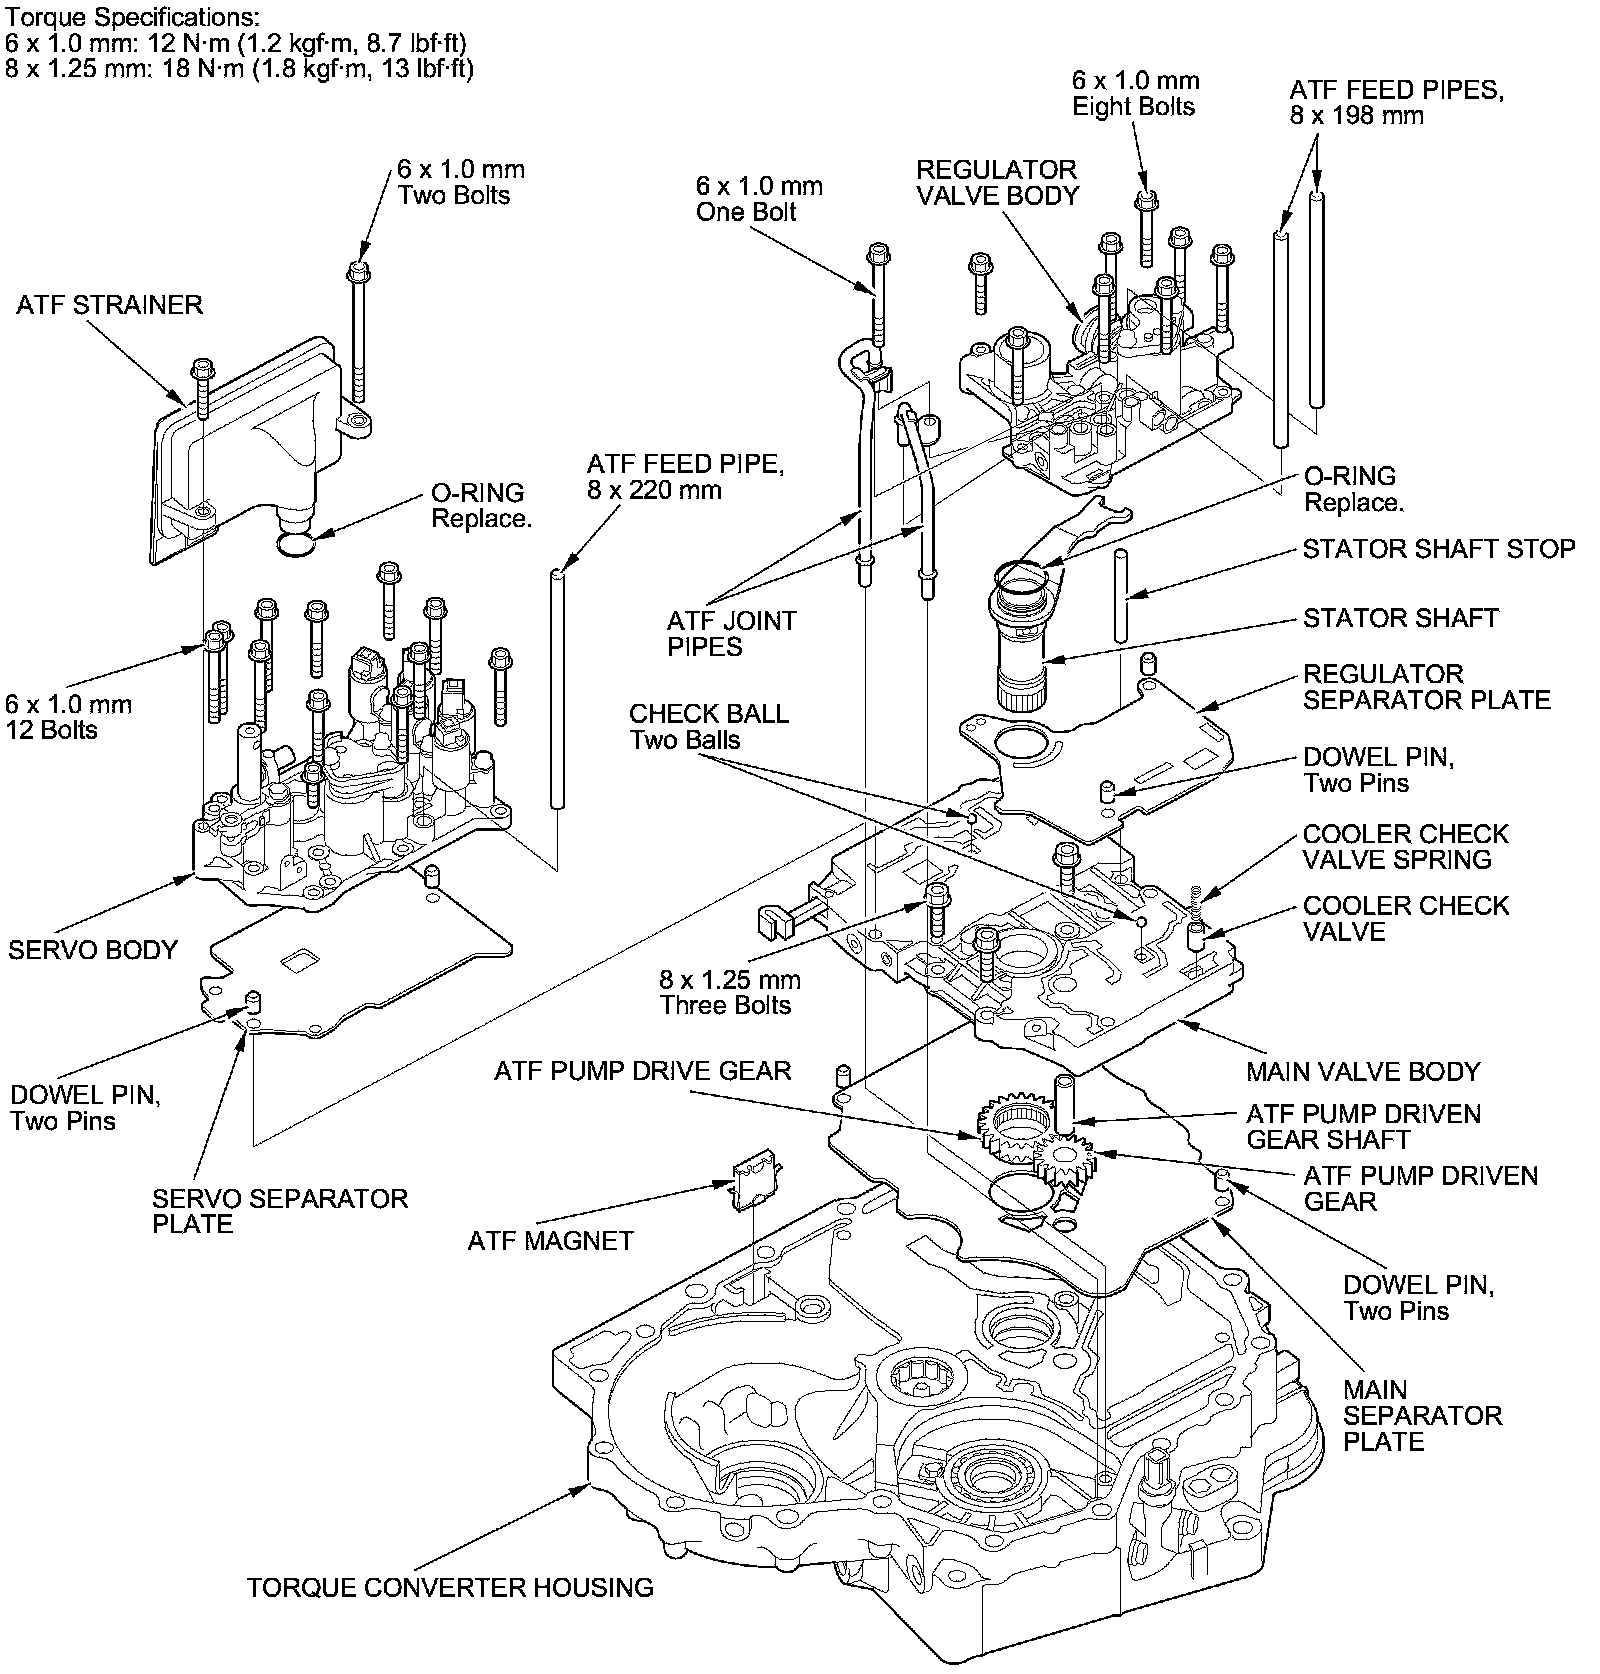 Torque Specifications:
6 x 1.0 mm: 12 N·m (1.2 kgf·m, 8.7 lbf·ft)
8 x 1.25 mm: 18 N·m (1.8 kgf·m, 13 lbf·ft)
6 x 1.0 mm
Eight Bolts
ATF FEED PIPES,
8 x 198 mm
6 x 1.0 mm
Two Bolts
REGULATOR
VALVE BODY
6 x 1.0 mm
One Bolt
ATF STRAINER
O-RING
Replace.
ATF FEED PIPE,
8 x 220 mm
O-RING
Replace.
STATOR SHAFT STOP
ATF JOINT
PIPES
STATOR SHAFT
REGULATOR
SEPARATOR PLATE
6 x 1.0 mm
12 Bolts
CHECK BALL
Two Balls
DOWEL PIN,
Two Pins
COOLER CHECK
VALVE SPRING
COOLER CHECK
VALVE
SERVO BODY
8 x 1.25 mm
Three Bolts
DOWEL PIN,
Two Pins
ATF PUMP DRIVE GEAR
MAIN VALVE BODY
ATF PUMP DRIVEN
GEAR SHAFT
ATF PUMP DRIVEN
GEAR
SERVO SEPARATOR
PLATE
ATF MAGNET
DOWEL PIN,
Two Pins
MAIN
SEPARATOR
PLATE
TORQUE CONVERTER HOUSING